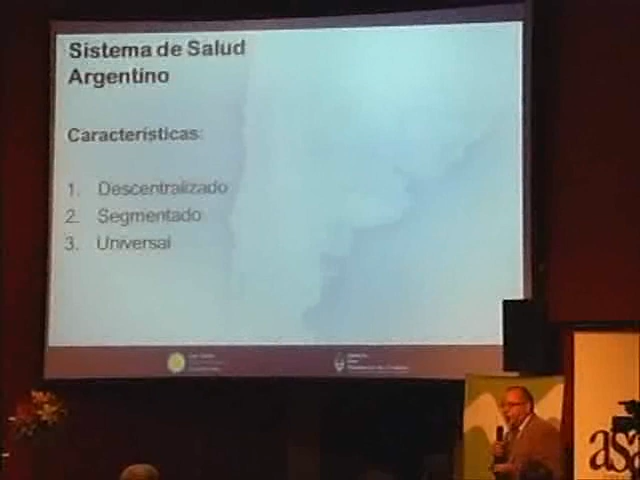 Sistema de Salud
Argentino
Características:
1. Descentralizado
2. Segmentado
3. Universal
asa